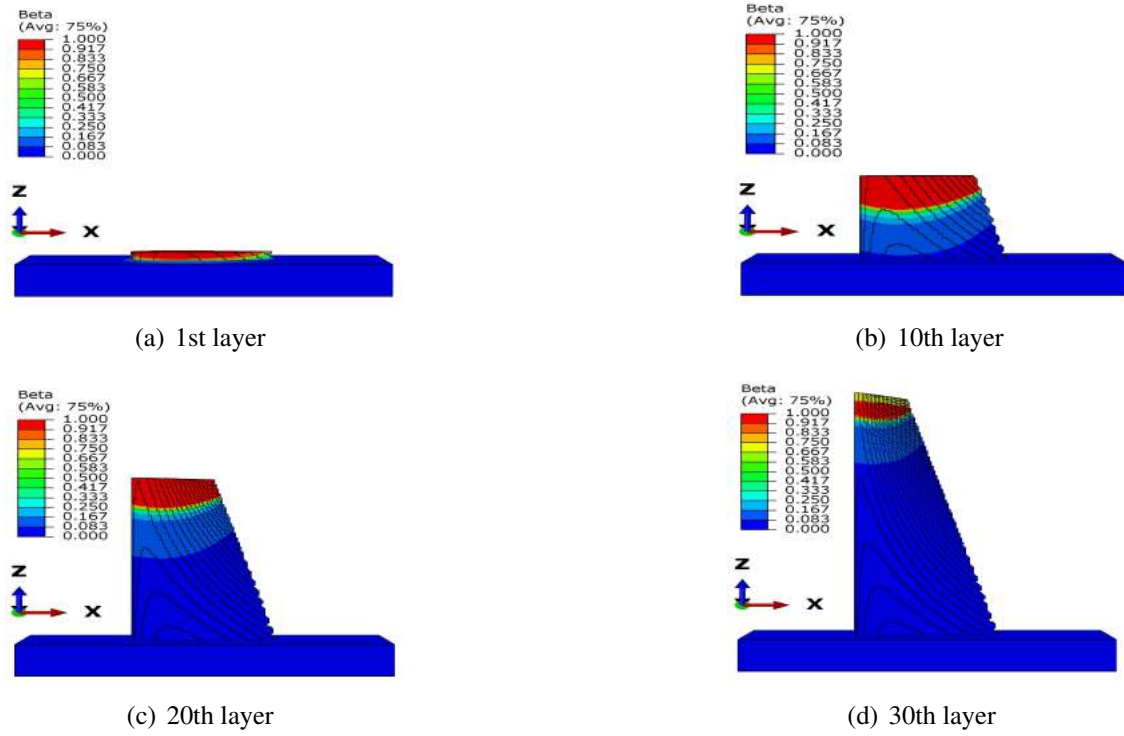 Beta
(Avg: 75%)
1.000
0.917
0.833
0.750
0.667
0.583
0.500
0.417
0.333
0.250
0.167
0.083
0.000
Z
X
(a) 1st layer
Beta
(Avg: 75%)
1.000
0.917
0.833
0.750
0.667
0.583
0.500
0.417
0.333
0.250
0.167
0.083
0.000
Z
X
(b) 10th layer
Beta
(Avg: 75%)
1.000
0.917
0.833
0.750
0.667
0.583
0.500
0.417
0.333
0.250
0.167
0.083
0.000
Z
X
(c) 20th layer
Beta
(Avg: 75%)
1.000
0.917
0.833
0.750
0.667
0.583
0.500
0.417
0.333
0.250
0.167
0.083
0.000
Z
X
(d) 30th layer